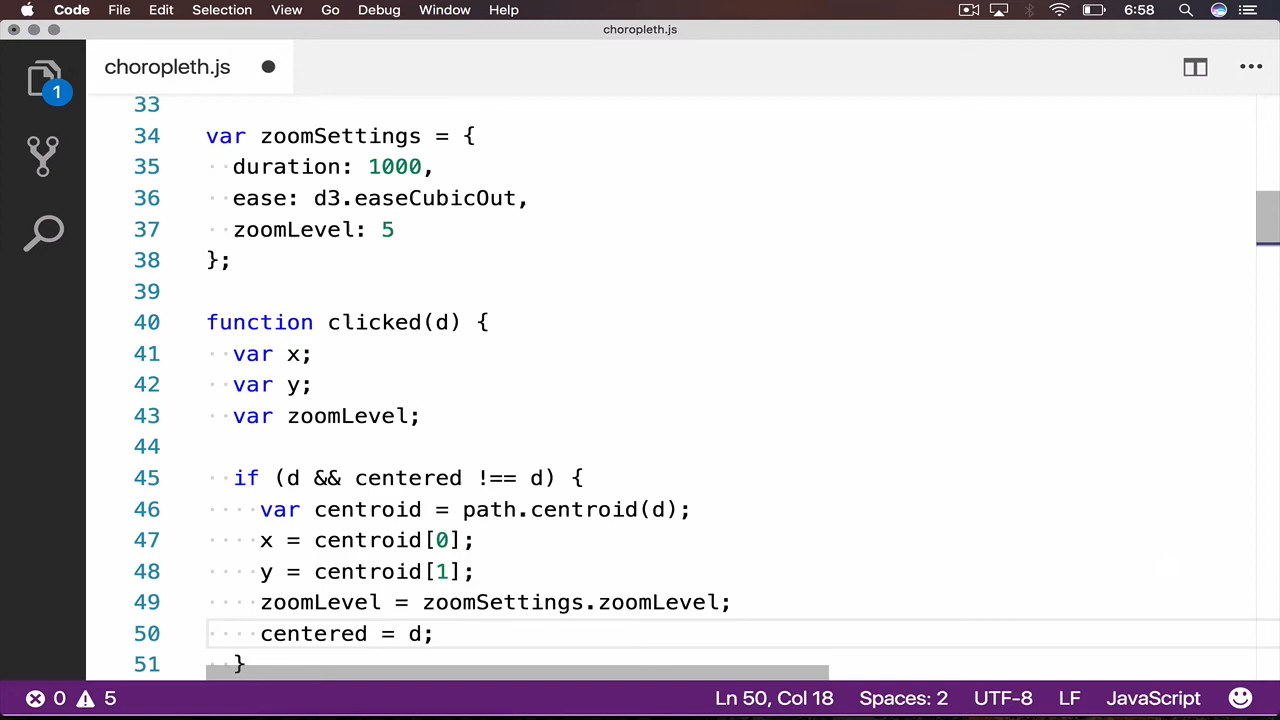 Code File Edit Selection View Go Debug Window Help 6:58
choropleth.js
choropleth.js
1
33
34 var zoomSettings = {
35 duration: 1000,
36 ease: d3.easeCubicOut,
37 zoomLevel: 5
38 };
39
40 function clicked(d) {
41 var x;
42 var y;
43 var zoomLevel;
44
45 if (d && centered !== d) {
46 var centroid = path.centroid(d);
47 x = centroid[0];
48 y = centroid[1];
49 zoomLevel = zoomSettings.zoomLevel;
50 centered = d;
51 }
0 5 Ln 50, Col 18 Spaces: 2 UTF-8 LF JavaScript